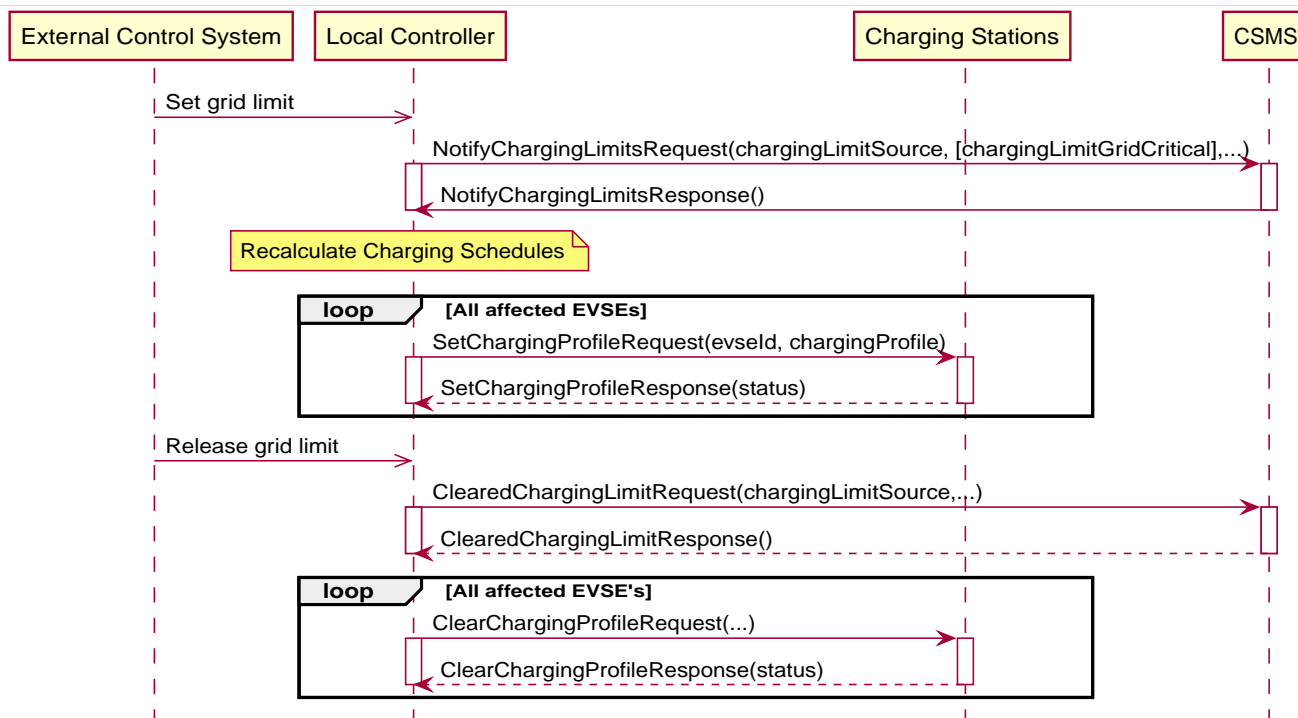 External Control System
Local Controller
Charging Stations
CSMS
Set grid limit
NotifyChargingLimitsRequest(chargingLimitSource, [chargingLimitGridCritical],...)
NotifyChargingLimitsResponse()
Recalculate Charging Schedules
loop [All affected EVSEs]
SetChargingProfileRequest(evseId, chargingProfile)
SetChargingProfileResponse(status)
Release grid limit
ClearedChargingLimitRequest(chargingLimitSource,...)
ClearedChargingLimitResponse()
loop [All affected EVSE's]
ClearChargingProfileRequest(...)
ClearChargingProfileResponse(status)